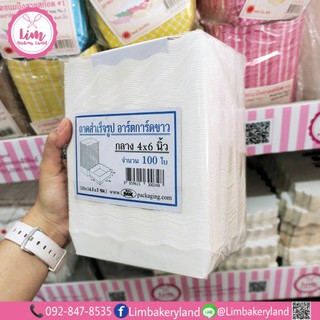 Lim
Bakery Land
ถาดสำเร็จรูป อาร์ตการ์ดขาว
กลาง 4x6 นิ้ว
จำนวน 100 ใบ
www.
packaging.com
092-847-8535 /Limbakeryland @Limbakeryland